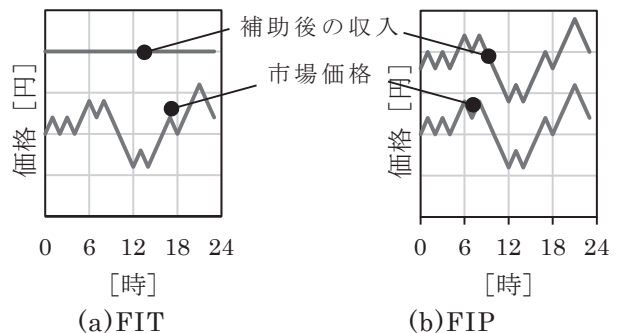 補助後の収入
市場価格
価格 [円]
価格 [円]
0 6 12 18 24
0 6 12 18 24
[時]
[時]
(a)FIT
(b)FIP